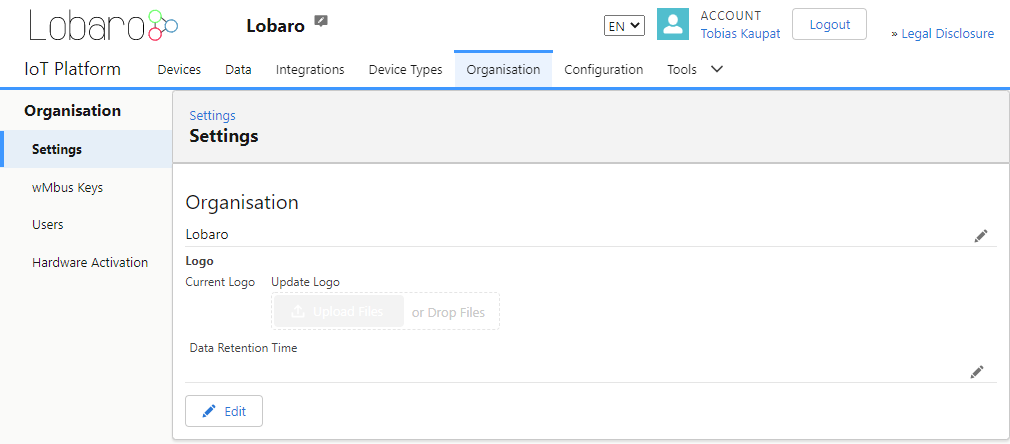 Lobaro
Lobaro
EN
ACCOUNT
Tobias Kaupat
Logout
» Legal Disclosure
IoT Platform
Devices
Data
Integrations
Device Types
Organisation
Configuration
Tools
Organisation
Settings
wMbus Keys
Users
Hardware Activation
Settings
Settings
Organisation
Lobaro
Logo
Current Logo
Update Logo
Upload Files
or Drop Files
Data Retention Time
Edit